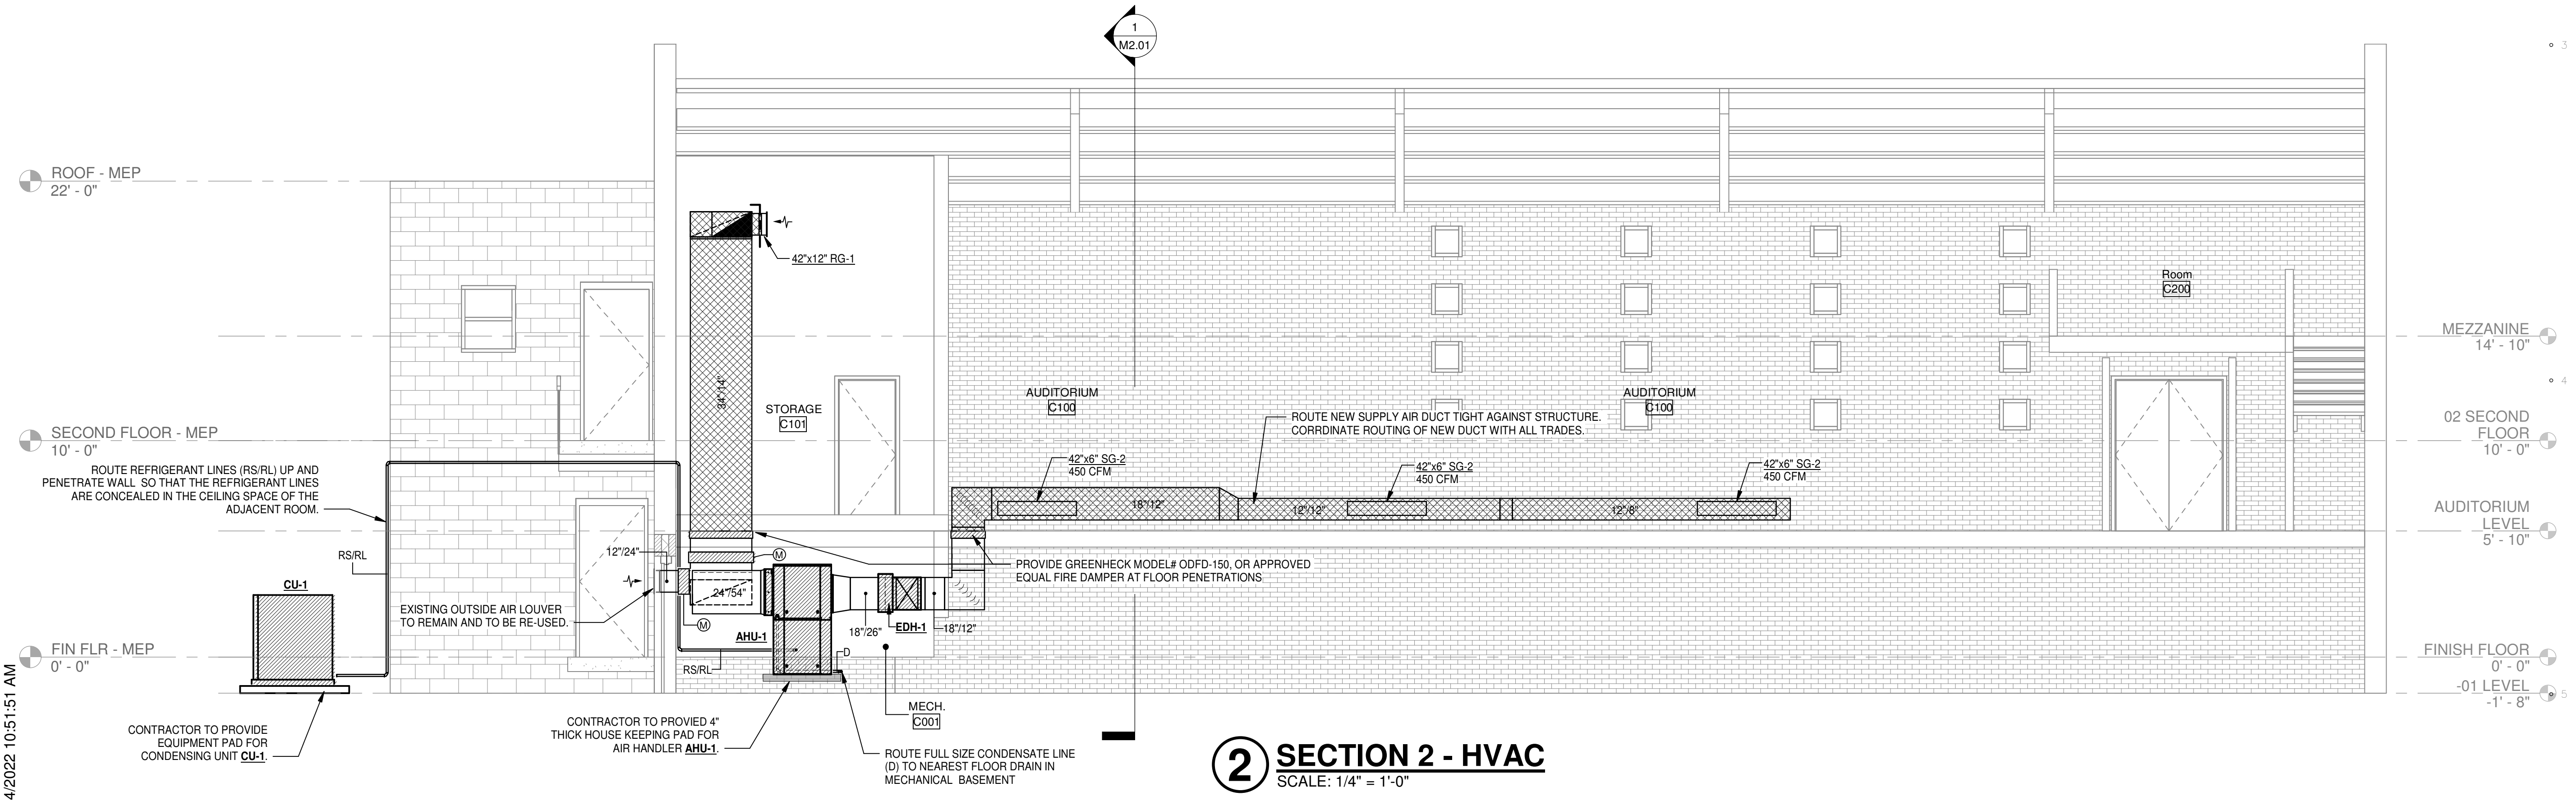 1
M2.01
3
ROOF - MEP
22' - 0"
42"x12" RG-1
Room
C200
MEZZANINE
14' - 10"
34"/14"
STORAGE
C101
AUDITORIUM
C100
AUDITORIUM
C100
4
ROUTE NEW SUPPLY AIR DUCT TIGHT AGAINST STRUCTURE.
CORRDINATE ROUTING OF NEW DUCT WITH ALL TRADES.
02 SECOND
FLOOR
10' - 0"
SECOND FLOOR - MEP
10' - 0"
ROUTE REFRIGERANT LINES (RS/RL) UP AND
PENETRATE WALL SO THAT THE REFRIGERANT LINES
ARE CONCEALED IN THE CEILING SPACE OF THE
ADJACENT ROOM.
42"x6" SG-2
450 CFM
42"x6" SG-2
450 CFM
42"x6" SG-2
450 CFM
18"/12"
12"/12"
12"/8"
AUDITORIUM
LEVEL
5' - 10"
RS/RL
12"/24"
M
PROVIDE GREENHECK MODEL# ODFD-150, OR APPROVED
EQUAL FIRE DAMPER AT FLOOR PENETRATIONS
CU-1
24"/54"
EXISTING OUTSIDE AIR LOUVER
TO REMAIN AND TO BE RE-USED.
M
AHU-1
18"/26"
EDH-1
18"/12"
FIN FLR - MEP
0' - 0"
RS/RL
D
FINISH FLOOR
0' - 0"
-01 LEVEL
-1' - 8"
5
MECH.
C001
CONTRACTOR TO PROVIDE
EQUIPMENT PAD FOR
CONDENSING UNIT CU-1.
CONTRACTOR TO PROVIED 4"
THICK HOUSE KEEPING PAD FOR
AIR HANDLER AHU-1.
ROUTE FULL SIZE CONDENSATE LINE
(D) TO NEAREST FLOOR DRAIN IN
MECHANICAL BASEMENT
2
SECTION 2 - HVAC
SCALE: 1/4" = 1'-0"
4/2022 10:51:51 AM